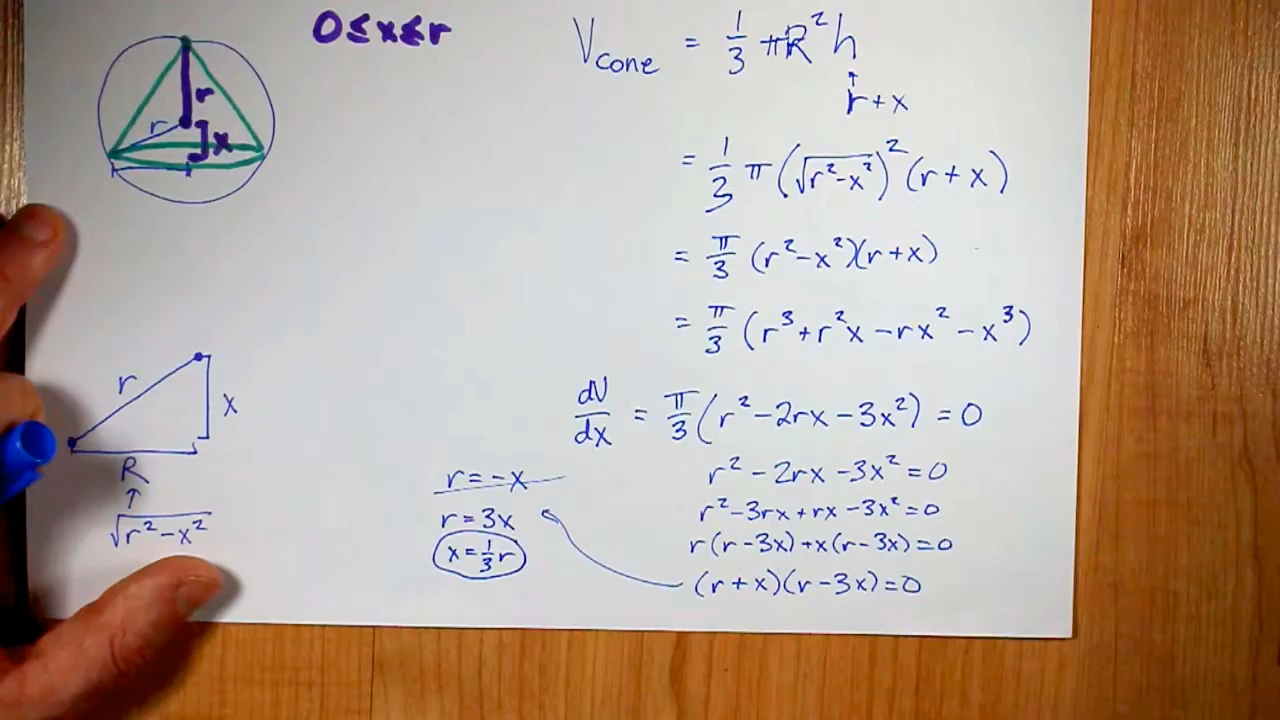 0 ≤ x ≤ r
r
r
x
r
x
R
↑
√(r² - x²)
V_cone = 1/3 πR²h
↑
r + x
= 1/3 π(√(r² - x²))²(r + x)
= π/3 (r² - x²)(r + x)
= π/3 (r³ + r²x - rx² - x³)
dV/dx = π/3 (r² - 2rx - 3x²) = 0
r² - 2rx - 3x² = 0
r² - 3rx + rx - 3x² = 0
r(r - 3x) + x(r - 3x) = 0
(r + x)(r - 3x) = 0
r = -x
r = 3x
x = 1/3 r